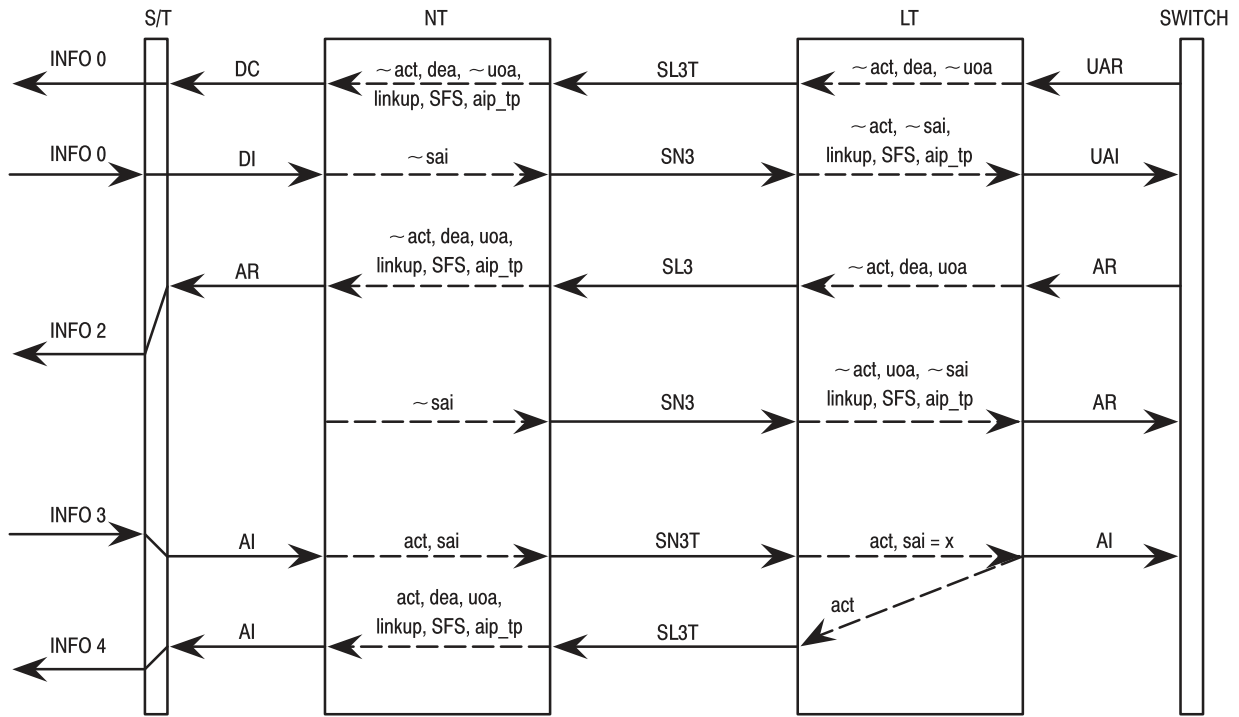 S/T NT LT SWITCH
INFO 0 DC ~act, dea, ~uoa, SL3T ~act, dea, ~uoa UAR
linkup, SFS, aip_tp
~act, ~sai,
INFO 0 DI ~sai SN3 linkup, SFS, aip_tp UAI
~act, dea, uoa,
AR linkup, SFS, aip_tp SL3 ~act, dea, uoa AR
INFO 2
~act, uoa, ~sai
~sai SN3 linkup, SFS, aip_tp AR
INFO 3
AI act, sai SN3T act, sai = x AI
act, dea, uoa, act
AI linkup, SFS, aip_tp SL3T
INFO 4